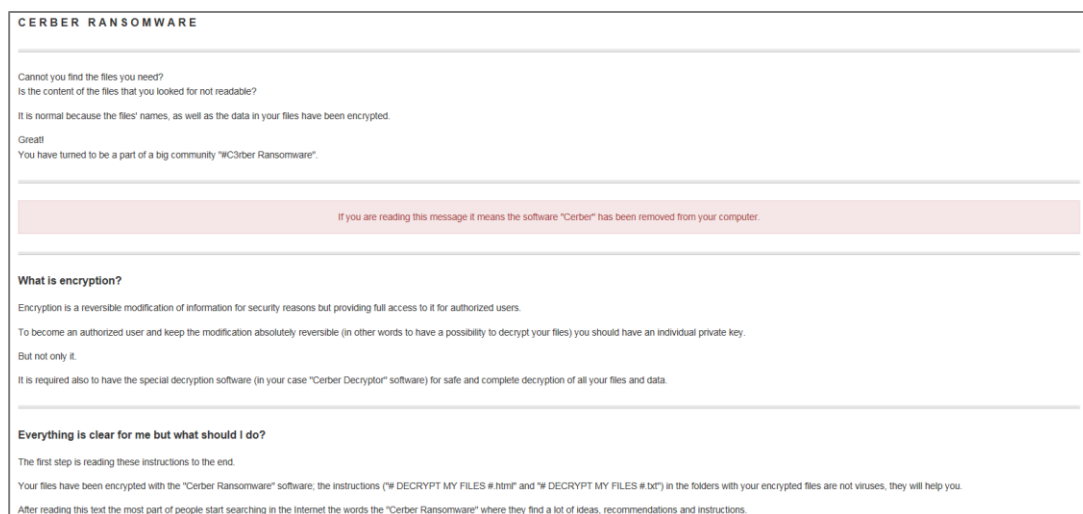 CERBER RANSOMWARE
Cannot you find the files you need?
Is the content of the files that you looked for not readable?
It is normal because the files' names, as well as the data in your files have been encrypted.
Great!
You have turned to be a part of a big community "#C3rber Ransomware".
If you are reading this message it means the software "Cerber" has been removed from your computer.
What is encryption?
Encryption is a reversible modification of information for security reasons but providing full access to it for authorized users.
To become an authorized user and keep the modification absolutely reversible (in other words to have a possibility to decrypt your files) you should have an individual private key.
But not only it.
It is required also to have the special decryption software (in your case "Cerber Decryptor" software) for safe and complete decryption of all your files and data.
Everything is clear for me but what should I do?
The first step is reading these instructions to the end.
Your files have been encrypted with the "Cerber Ransomware" software; the instructions ("# DECRYPT MY FILES #.html" and "# DECRYPT MY FILES #.txt") in the folders with your encrypted files are not viruses, they will help you.
After reading this text the most part of people start searching in the Internet the words the "Cerber Ransomware" where they find a lot of ideas, recommendations and instructions.